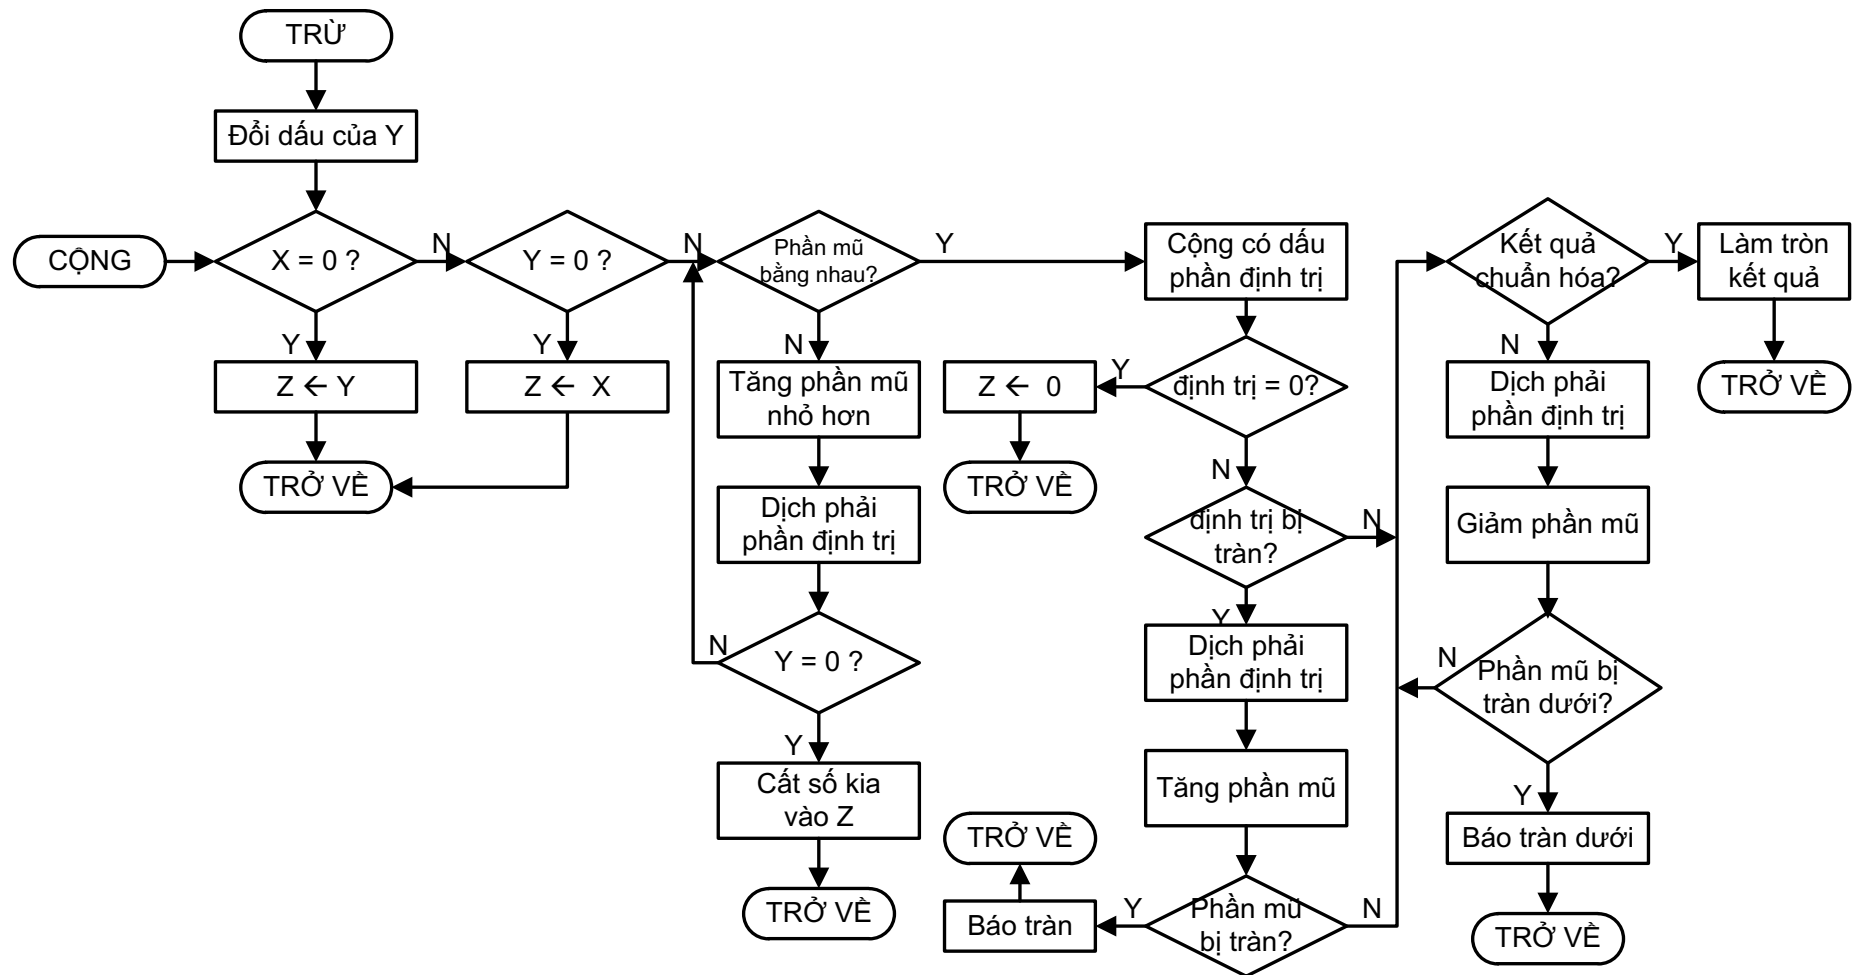 TRỪ
Đổi dấu của Y
CỘNG
X = 0 ?
N
Y = 0 ?
N
Phần mũ
bằng nhau?
Y
Cộng có dấu
phần định trị
Kết quả
chuẩn hóa?
Y
Làm tròn
kết quả
Y
Z ← Y
TRỞ VỀ
Y
Z ← X
N
Tăng phần mũ
nhỏ hơn
Dịch phải
phần định trị
N
Y = 0 ?
Y
Cất số kia
vào Z
TRỞ VỀ
định trị = 0?
Y
Z ← 0
TRỞ VỀ
N
định trị bị
tràn?
N
Y
Dịch phải
phần định trị
Tăng phần mũ
Phần mũ
bị tràn?
Y
Báo tràn
TRỞ VỀ
N
N
Dịch phải
phần định trị
Giảm phần mũ
Phần mũ bị
tràn dưới?
N
Y
Báo tràn dưới
TRỞ VỀ
TRỞ VỀ